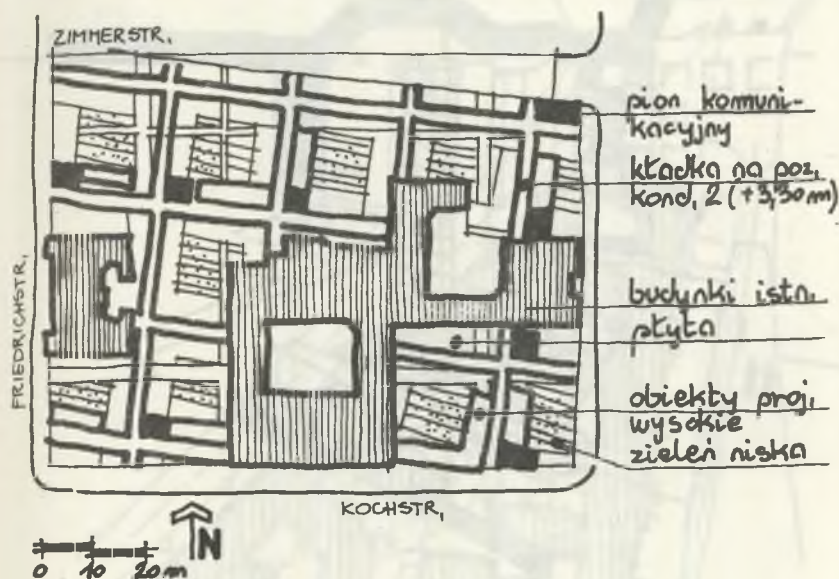 ZIMMERSTR.
pion komuni-
kacyjny
kładka na poz.
kond. 2 (+3,30 m)
FRIEDRICHSTR.
budynki istn.
płyta
obiekty proj.
wysokie
zieleń niska
KOCHSTR.
N
0 10 20 m